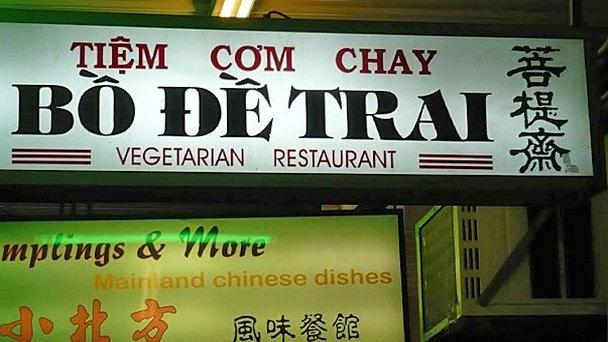 TIỆM CƠM CHAY
BỒ ĐỀ TRAI
VEGETARIAN RESTAURANT
菩提齋
mplings & More
Mainland chinese dishes
小北方
風味餐館